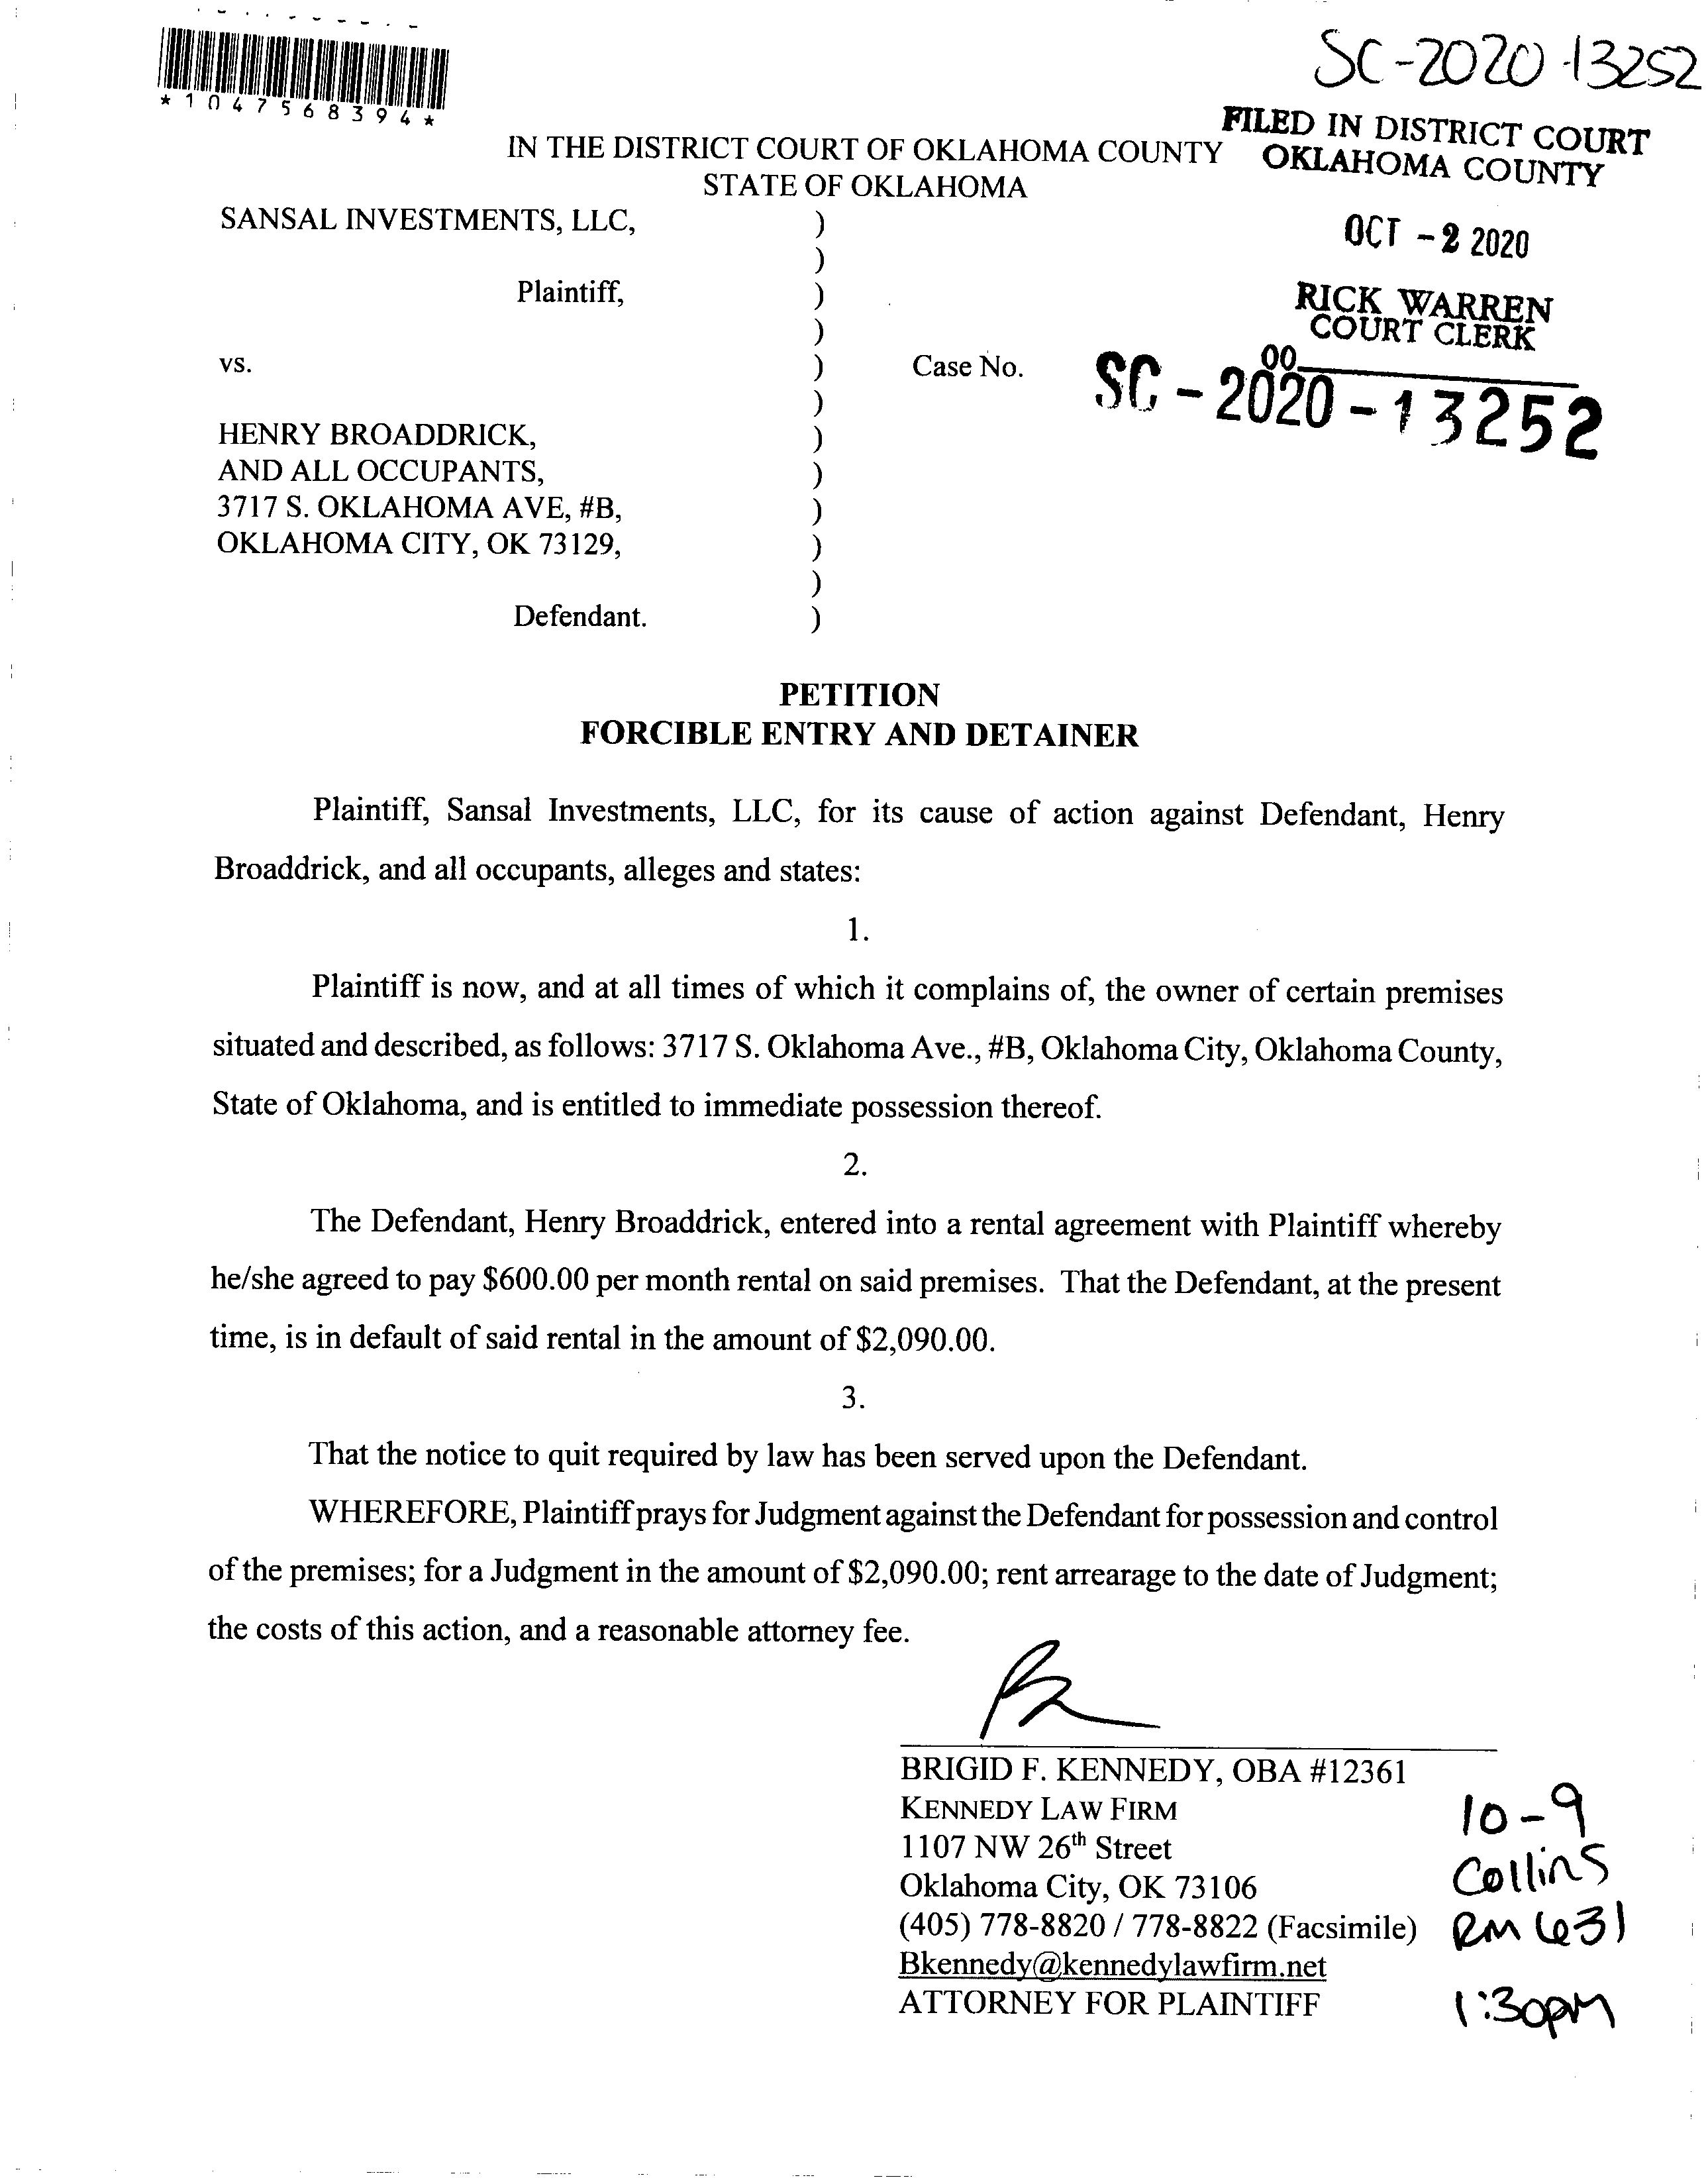 SC-2020-13252
*1047568394*
FILED IN DISTRICT COURT
OKLAHOMA COUNTY
IN THE DISTRICT COURT OF OKLAHOMA COUNTY
STATE OF OKLAHOMA
OCT - 2 2020
RICK WARREN
COURT CLERK
00
SANSAL INVESTMENTS, LLC, )
)
Plaintiff, )
)
vs. ) Case No. SC - 2020 - 13252
)
HENRY BROADDRICK, )
AND ALL OCCUPANTS, )
3717 S. OKLAHOMA AVE, #B, )
OKLAHOMA CITY, OK 73129, )
)
Defendant. )
PETITION
FORCIBLE ENTRY AND DETAINER
Plaintiff, Sansal Investments, LLC, for its cause of action against Defendant, Henry
Broaddrick, and all occupants, alleges and states:
1.
Plaintiff is now, and at all times of which it complains of, the owner of certain premises
situated and described, as follows: 3717 S. Oklahoma Ave., #B, Oklahoma City, Oklahoma County,
State of Oklahoma, and is entitled to immediate possession thereof.
2.
The Defendant, Henry Broaddrick, entered into a rental agreement with Plaintiff whereby
he/she agreed to pay $600.00 per month rental on said premises. That the Defendant, at the present
time, is in default of said rental in the amount of $2,090.00.
3.
That the notice to quit required by law has been served upon the Defendant.
WHEREFORE, Plaintiff prays for Judgment against the Defendant for possession and control
of the premises; for a Judgment in the amount of $2,090.00; rent arrearage to the date of Judgment;
the costs of this action, and a reasonable attorney fee.
BRIGID F. KENNEDY, OBA #12361
KENNEDY LAW FIRM
1107 NW 26th Street
Oklahoma City, OK 73106
(405) 778-8820 / 778-8822 (Facsimile)
Bkennedy@kennedylawfirm.net
ATTORNEY FOR PLAINTIFF
10-9
Collins
RM 631
1:30pm